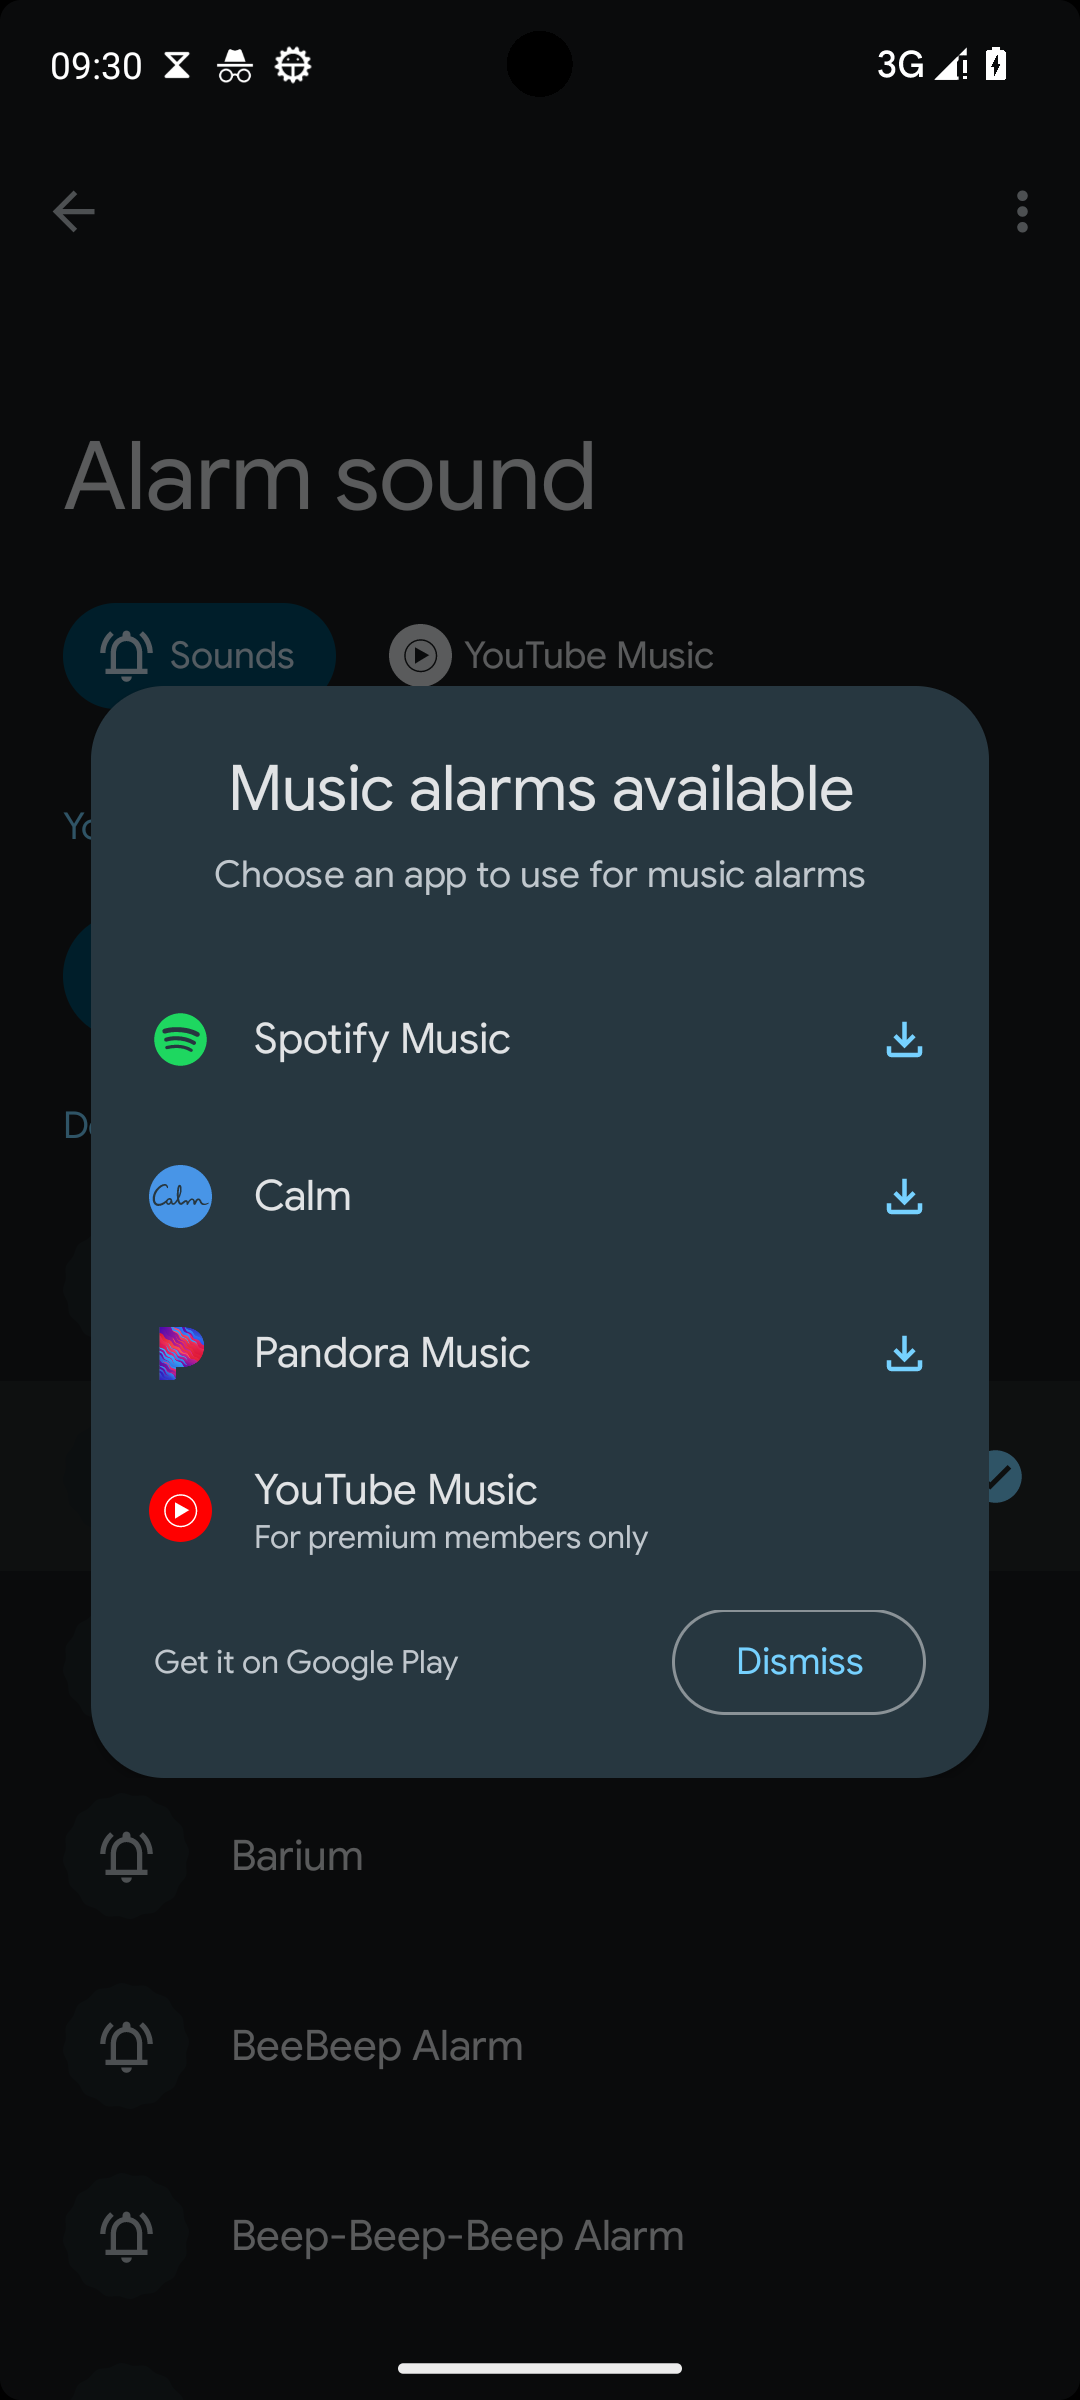 09:30
3G
Alarm sound
Sounds
YouTube Music
Music alarms available
Choose an app to use for music alarms
Spotify Music
Calm
Calm
Pandora Music
YouTube Music
For premium members only
Get it on Google Play
Dismiss
Barium
BeeBeep Alarm
Beep-Beep-Beep Alarm